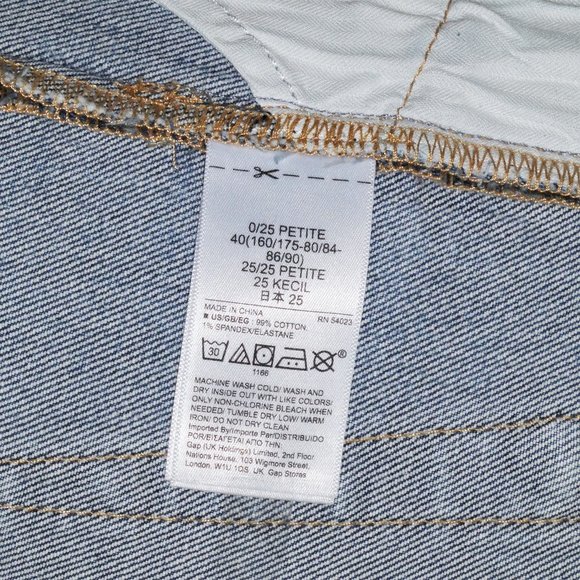 0/25 PETITE
40(160/175-80/84-
86/90)
25/25 PETITE
25 KECIL
日本 25
MADE IN CHINA RN 54023
■ US/GB/EG : 99% COTTON,
1% SPANDEX/ELASTANE
30 ®
1166
MACHINE WASH COLD/ WASH AND
DRY INSIDE OUT WITH LIKE COLORS/
ONLY NON-CHLORINE BLEACH WHEN
NEEDED/ TUMBLE DRY LOW/ WARM
IRON/ DO NOT DRY CLEAN
Imported By/Importe Par/DISTRIBUIDO
POR/ΕΙΣΑΓΕΤΑΙ ΑΠΟ ΤΗΝ:
Gap (UK Holdings) Limited, 2nd Floor
Nations House, 103 Wigmore Street
London, W1U 1QS UK, Gap Stores